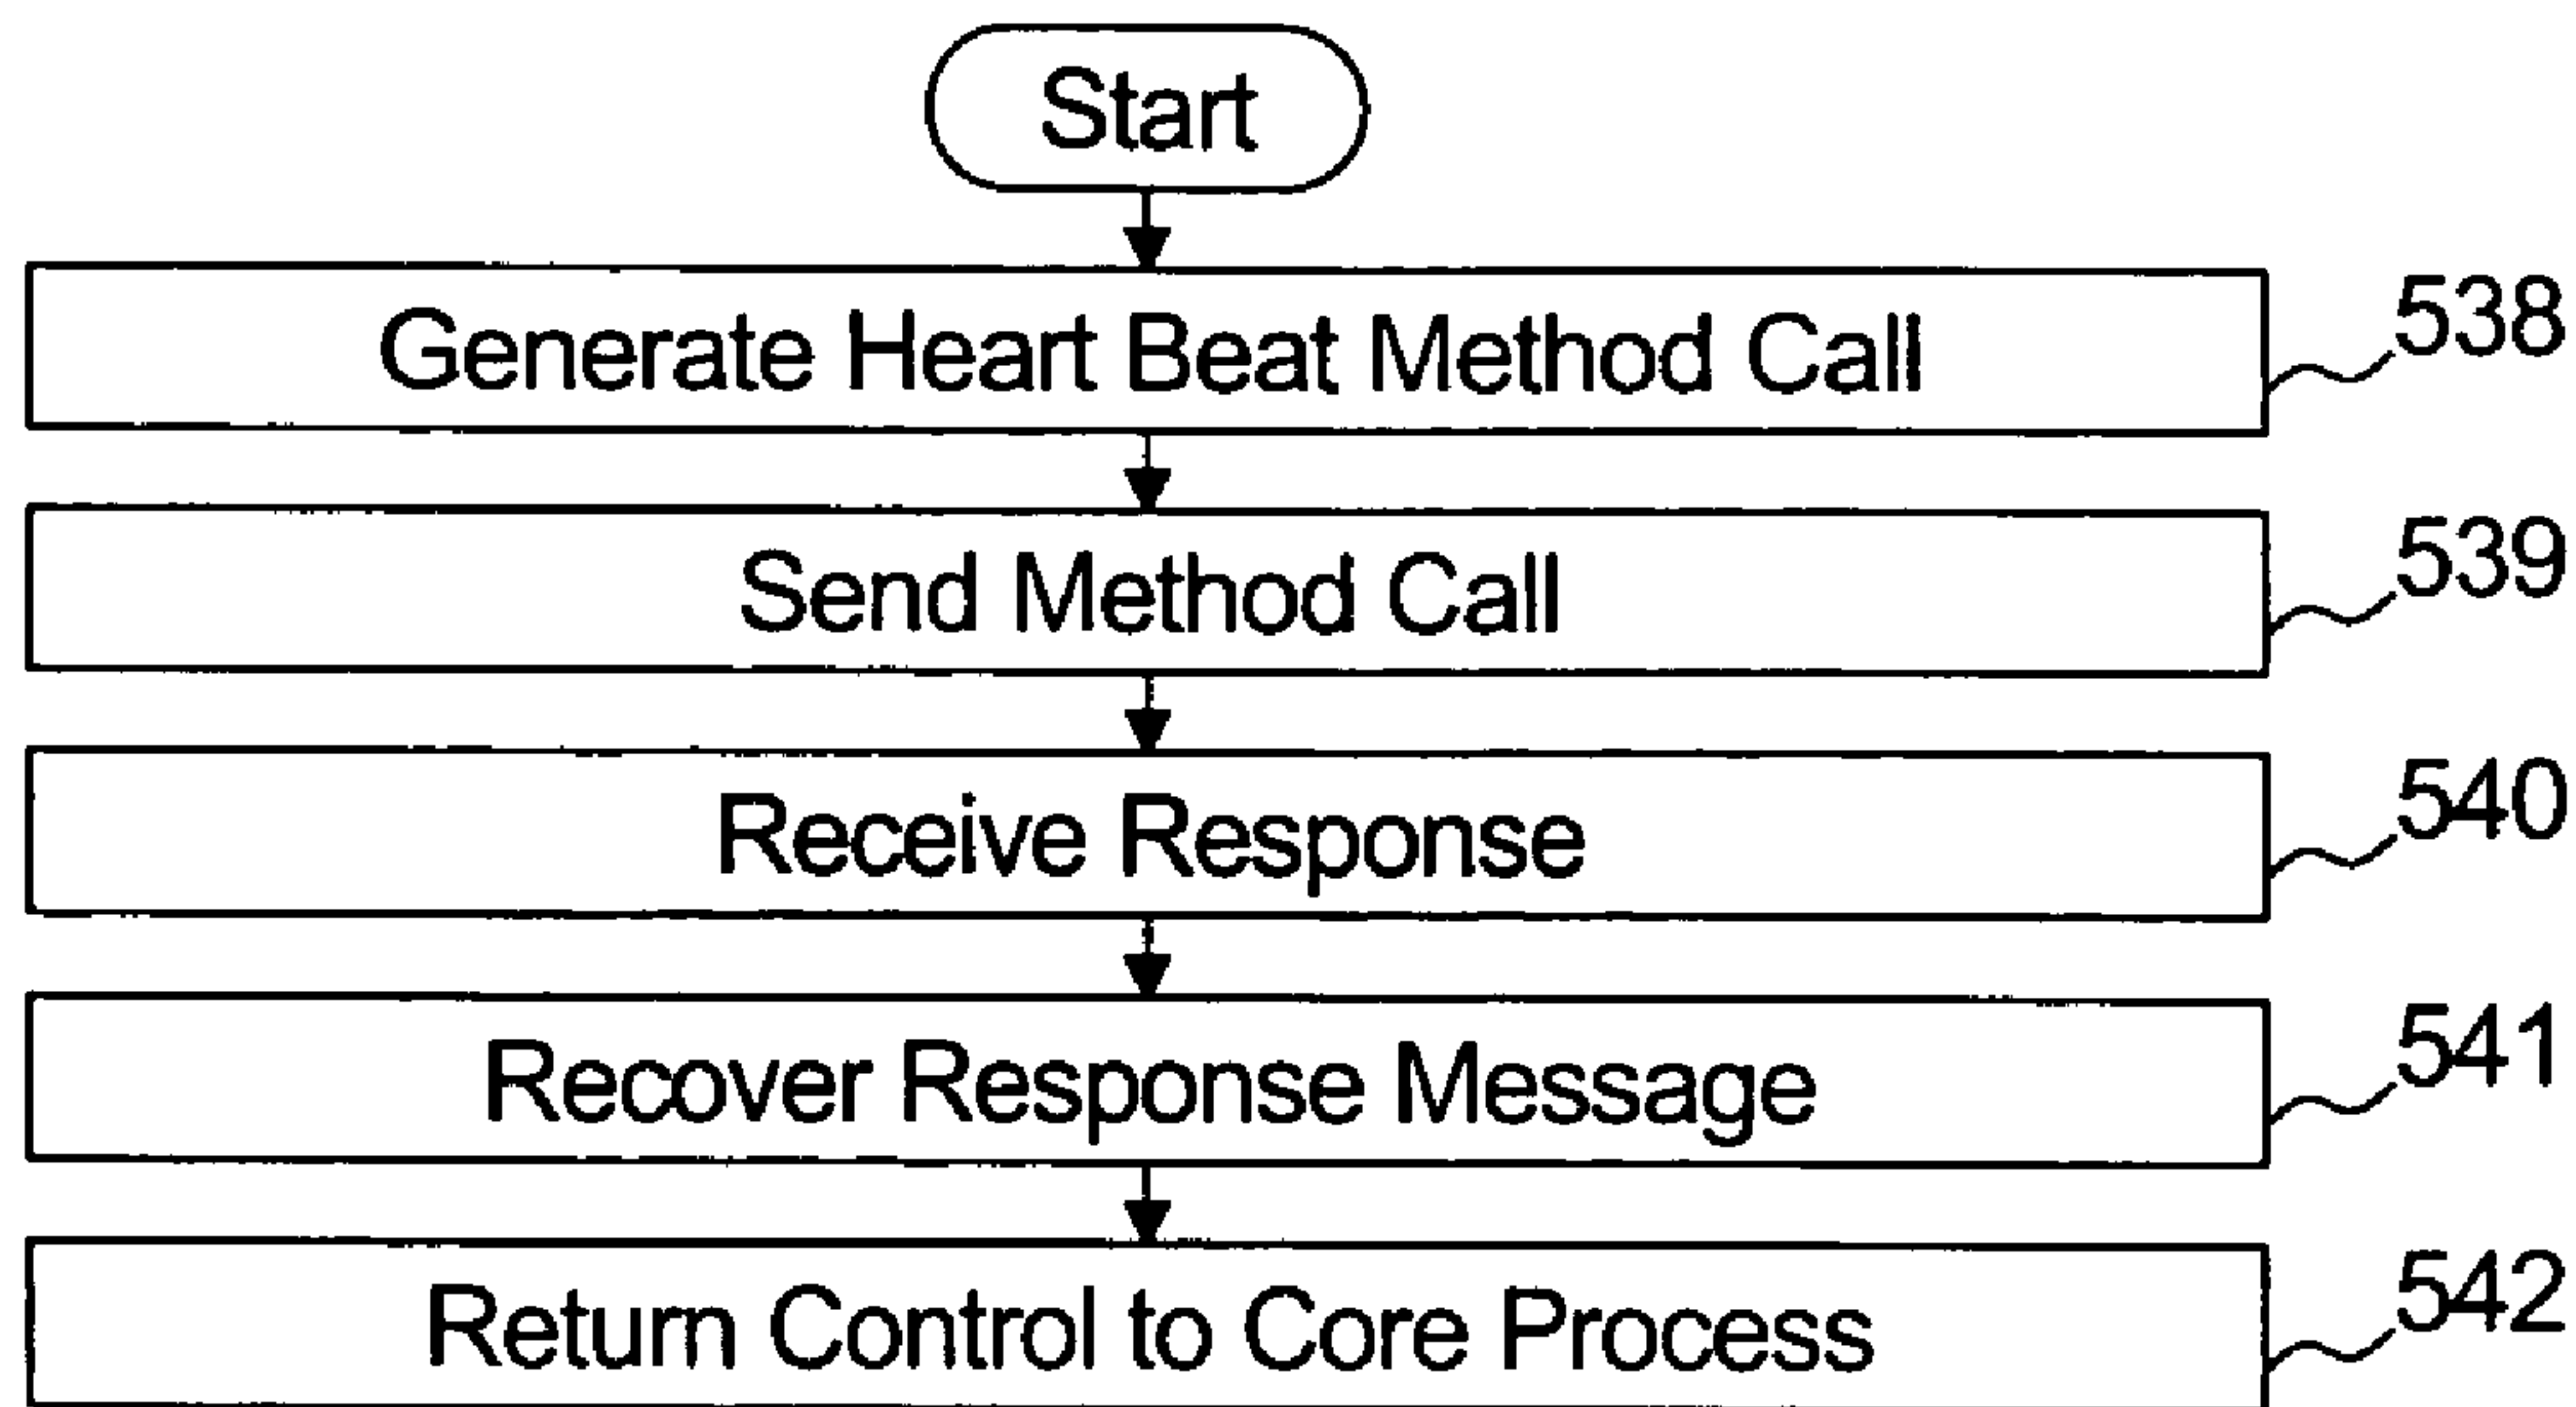 Start
Generate Heart Beat Method Call
538
Send Method Call
539
Receive Response
540
Recover Response Message
541
Return Control to Core Process
542